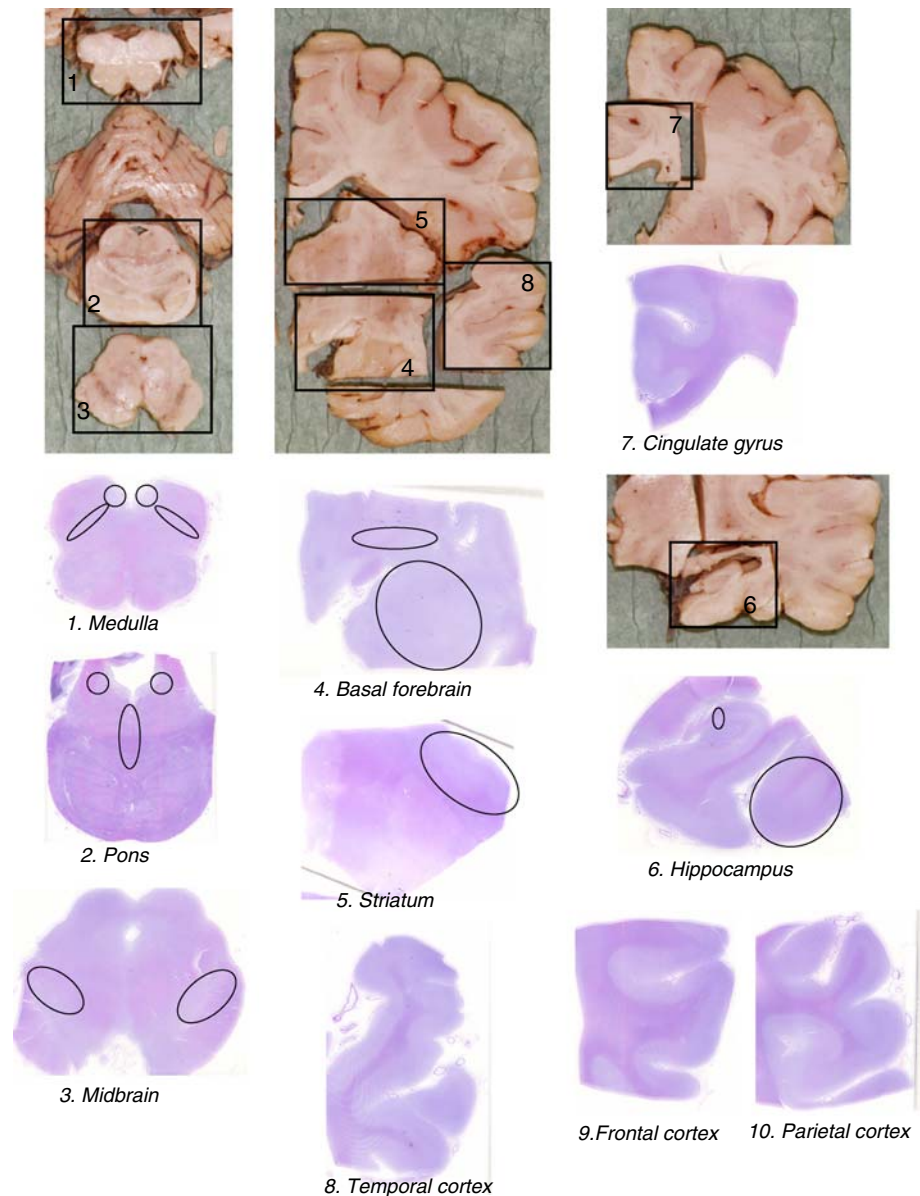 1
2
3
5
8
4
7
7. Cingulate gyrus
6
1. Medulla
4. Basal forebrain
2. Pons
5. Striatum
6. Hippocampus
3. Midbrain
8. Temporal cortex
9.Frontal cortex
10. Parietal cortex